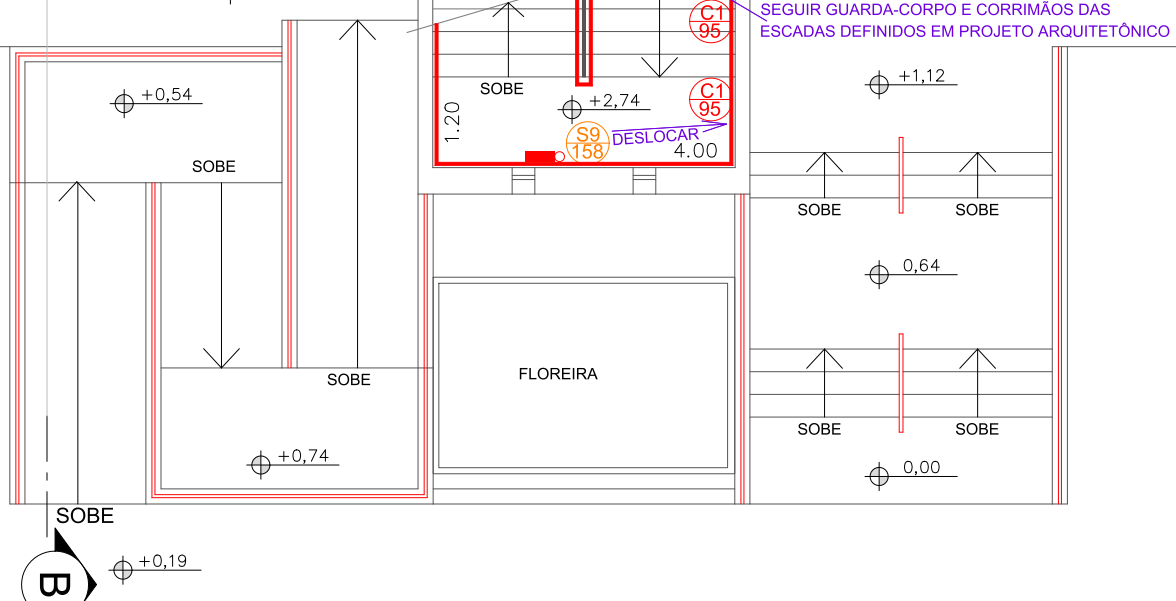 SEGUIR GUARDA-CORPO E CORRIMÃOS DAS
ESCADAS DEFINIDOS EM PROJETO ARQUITETÔNICO
C1
95
+1,12
+0,54
SOBE
+2,74
C1
95
1.20
S9
158
DESLOCAR
4.00
SOBE
SOBE
SOBE
0,64
FLOREIRA
SOBE
SOBE
SOBE
+0,74
0,00
SOBE
+0,19
B